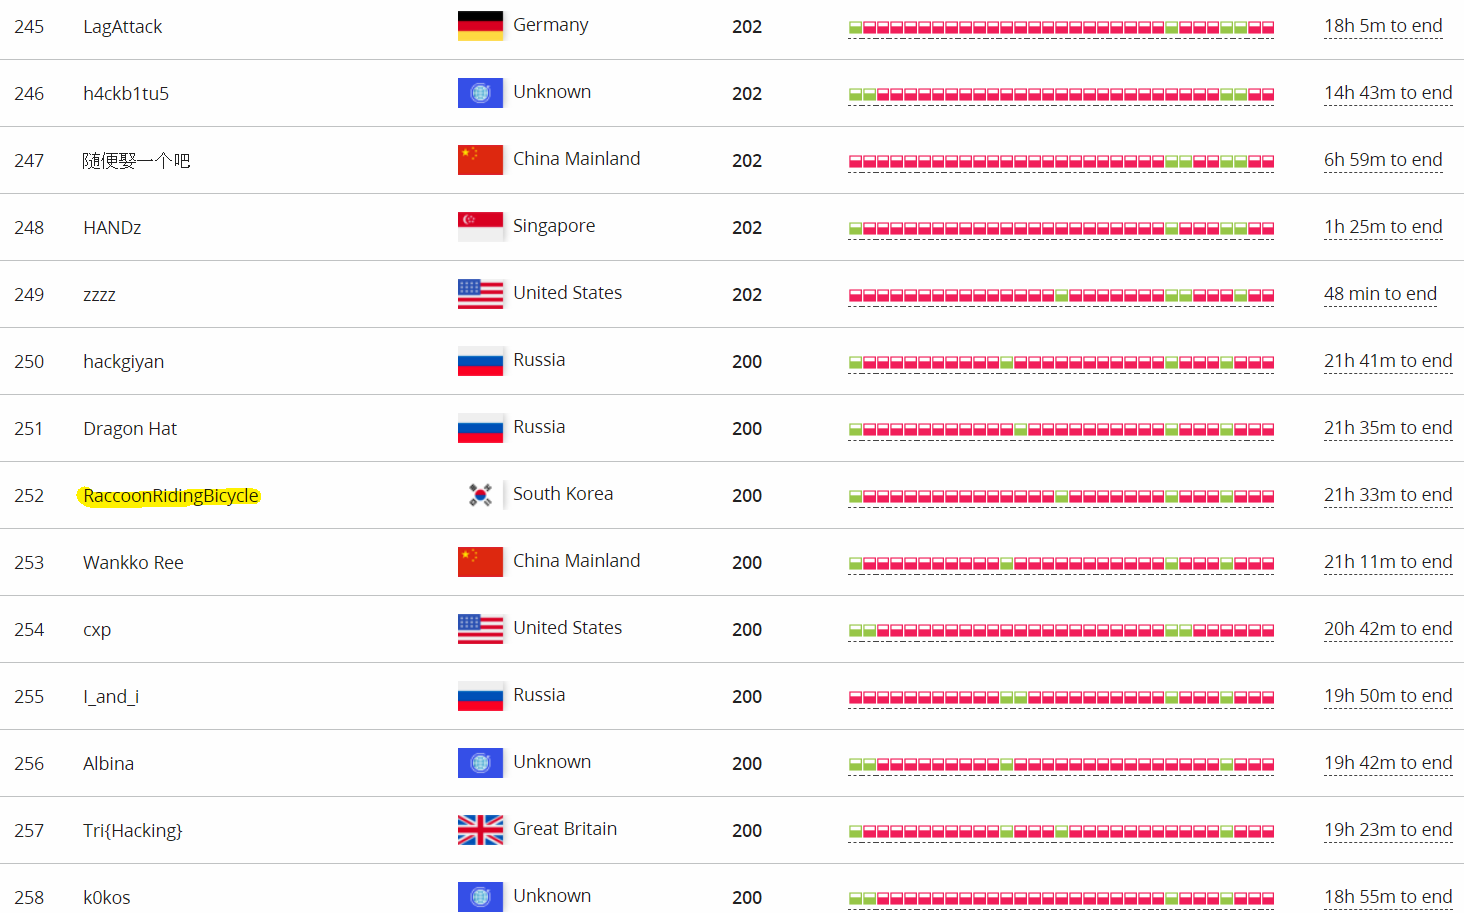 245 LagAttack Germany 202 18h 5m to end
246 h4ckb1tu5 Unknown 202 14h 43m to end
247 随便娶一个吧 China Mainland 202 6h 59m to end
248 HANDz Singapore 202 1h 25m to end
249 zzzz United States 202 48 min to end
250 hackgiyan Russia 200 21h 41m to end
251 Dragon Hat Russia 200 21h 35m to end
252 RaccoonRidingBicycle South Korea 200 21h 33m to end
253 Wankko Ree China Mainland 200 21h 11m to end
254 cxp United States 200 20h 42m to end
255 I_and_i Russia 200 19h 50m to end
256 Albina Unknown 200 19h 42m to end
257 Tri{Hacking} Great Britain 200 19h 23m to end
258 k0kos Unknown 200 18h 55m to end